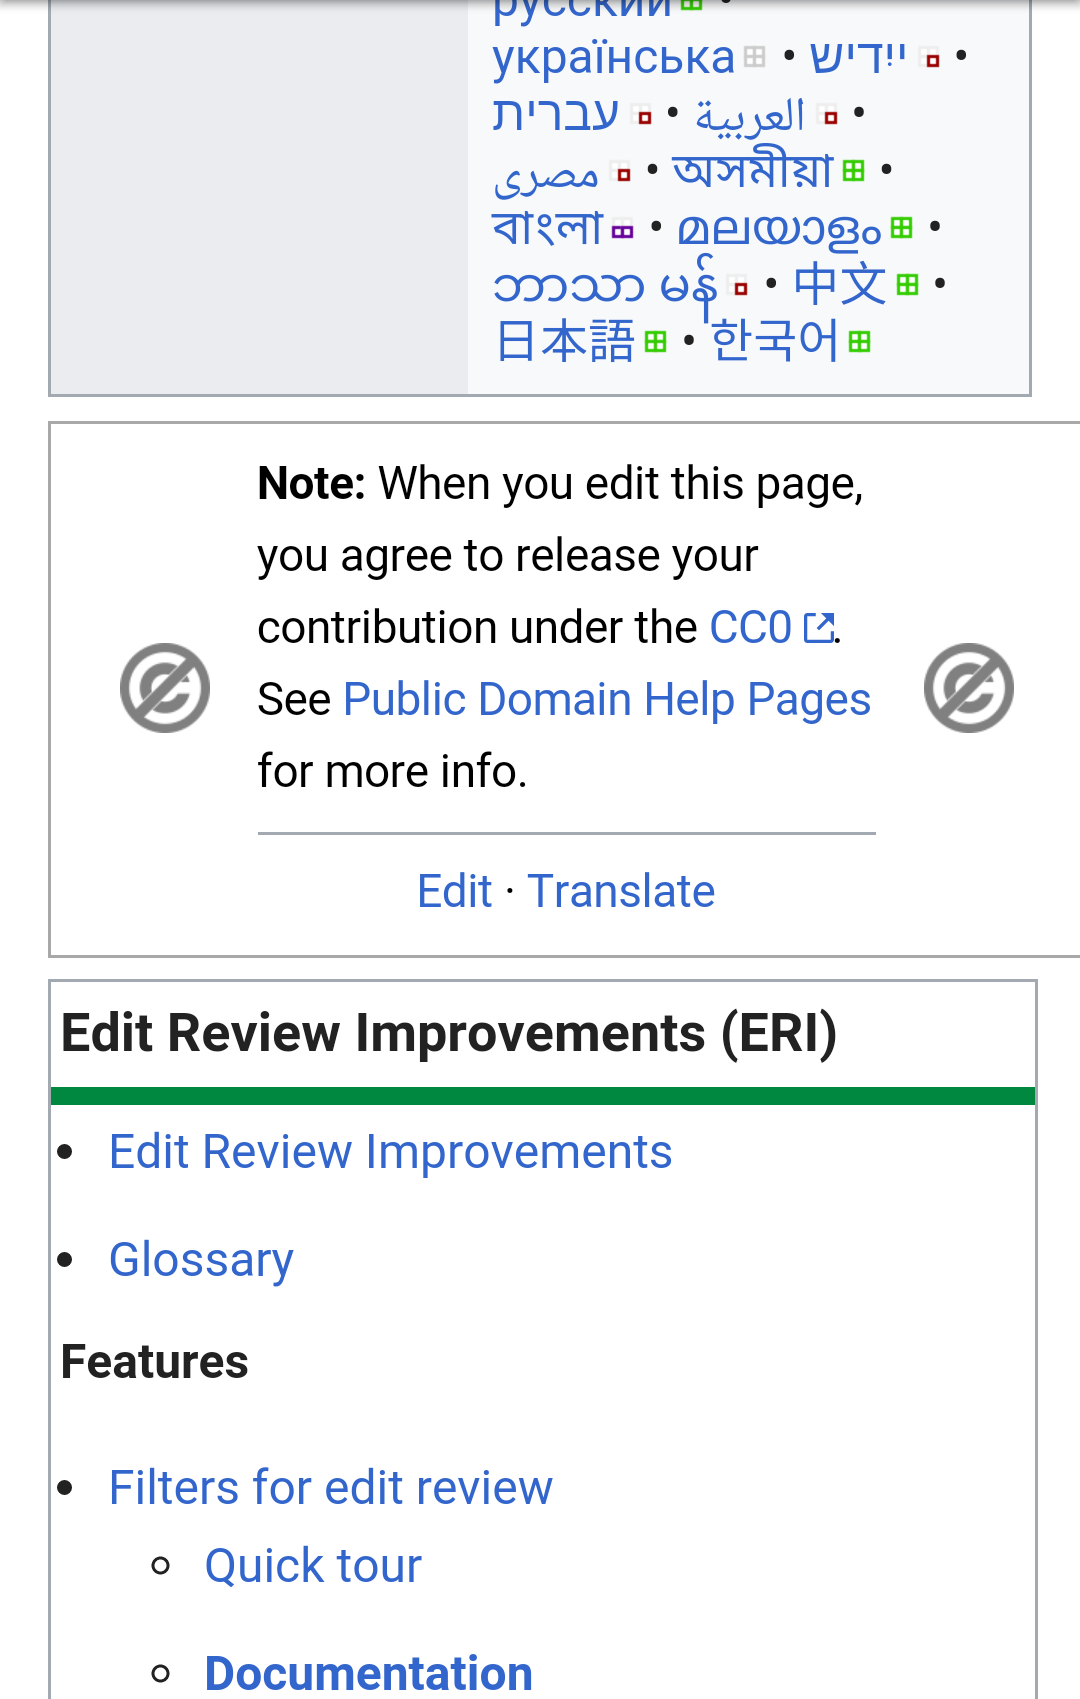 русский •
українська • ייִדיש •
עברית • العربية •
مصرى • অসমীয়া •
বাংলা • മലയാളം •
ဘာသာ မန် • 中文 •
日本語 • 한국어
Note: When you edit this page,
you agree to release your
contribution under the CC0.
See Public Domain Help Pages
for more info.
Edit · Translate
Edit Review Improvements (ERI)
• Edit Review Improvements
• Glossary
Features
• Filters for edit review
◦ Quick tour
◦ Documentation